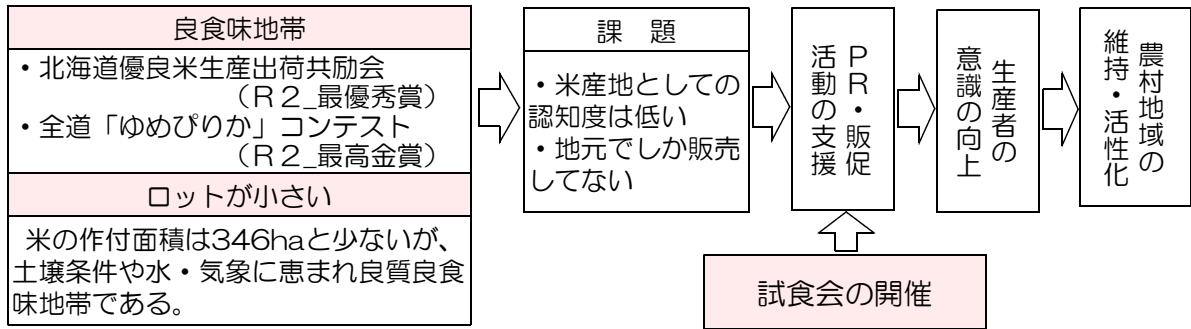 良食味地帯
・北海道優良米生産出荷共励会
（R2_最優秀賞）
・全道「ゆめぴりか」コンテスト
（R2_最高金賞）
ロットが小さい
米の作付面積は346haと少ないが、
土壌条件や水・気象に恵まれ良質良食
味地帯である。
課　題
・米産地としての
認知度は低い
・地元でしか販売
してない
PR・販促
活動の支援
生産者の
意識の向上
農村地域の
維持・活性化
試食会の開催